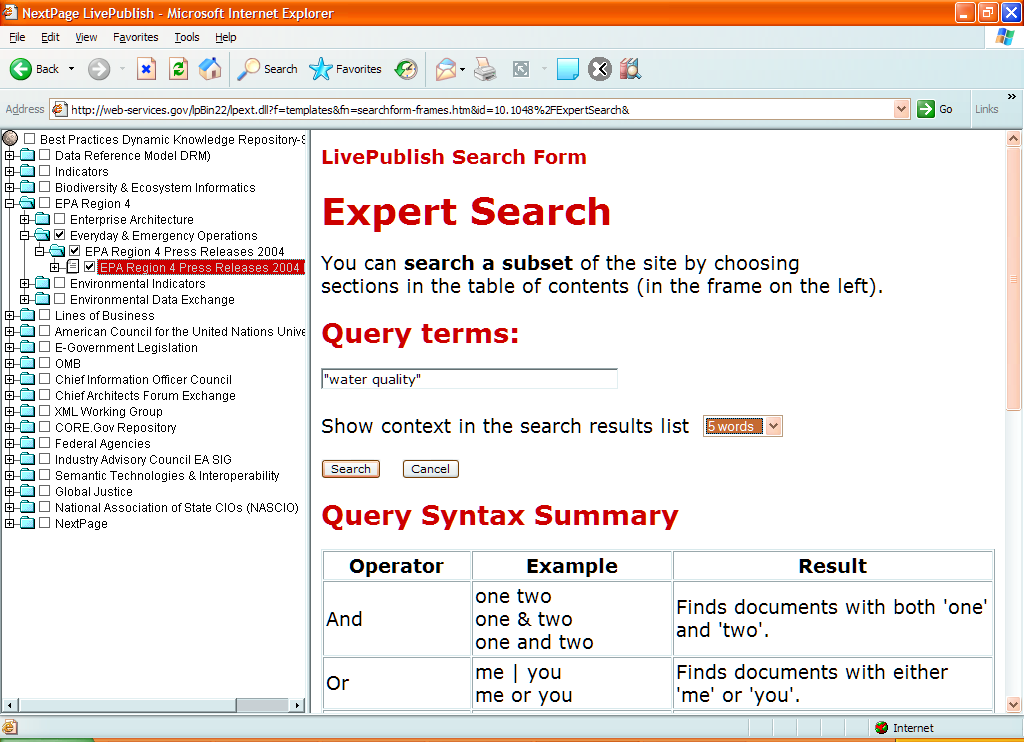 NextPage LivePublish - Microsoft Internet Explorer
File Edit View Favorites Tools Help
Back Search Favorites
Address http://web-services.gov/lpBin22/lpext.dll?f=templates&fn=searchform-frames.htm&id=10.1048%2FExpertSearch& Go Links »
Best Practices Dynamic Knowledge Repository-S
Data Reference Model DRM)
Indicators
Biodiversity & Ecosystem Informatics
EPA Region 4
Enterprise Architecture
Everyday & Emergency Operations
EPA Region 4 Press Releases 2004
EPA Region 4 Press Releases 2004
Environmental Indicators
Environmental Data Exchange
Lines of Business
American Council for the United Nations Unive
E-Government Legislation
OMB
Chief Information Officer Council
Chief Architects Forum Exchange
XML Working Group
CORE.Gov Repository
Federal Agencies
Industry Advisory Council EA SIG
Semantic Technologies & Interoperability
Global Justice
National Association of State CIOs (NASCIO)
NextPage
LivePublish Search Form
Expert Search
You can search a subset of the site by choosing
sections in the table of contents (in the frame on the left).
Query terms:
"water quality"
Show context in the search results list 5 words
Search Cancel
Query Syntax Summary
Operator Example Result
And
one two
one & two
one and two
Finds documents with both 'one'
and 'two'.
Or
me | you
me or you
Finds documents with either
'me' or 'you'.
Internet